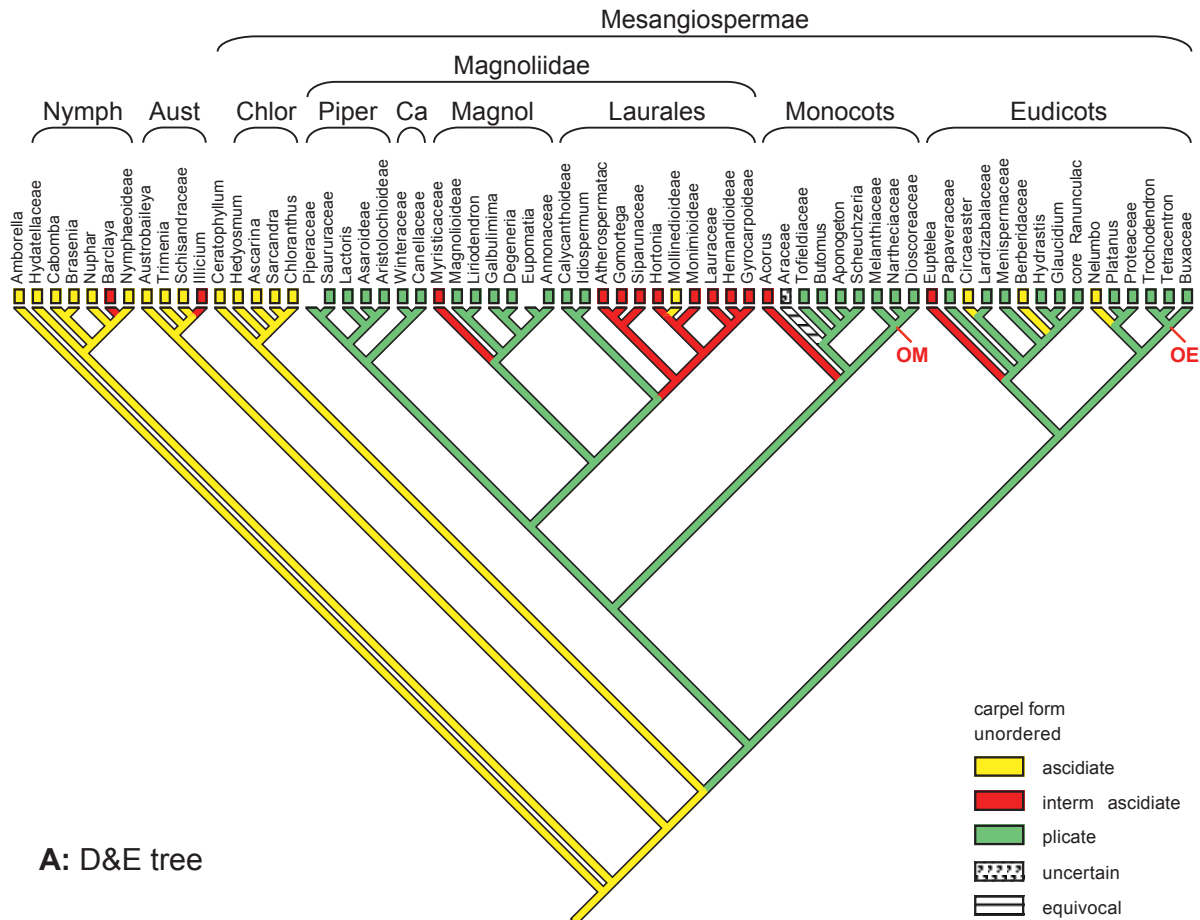 Mesangiospermae
Magnoliidae
Nymph Aust Chlor Piper Ca Magnol Laurales Monocots Eudicots
Amborella
Hydatellaceae
Cabomba
Brasenia
Nuphar
Barclaya
Nymphaeoideae
Austrobaileya
Trimenia
Schisandraceae
Illicium
Ceratophyllum
Hedyosmum
Ascarina
Sarcandra
Chloranthus
Piperaceae
Saururaceae
Lactoris
Asaroideae
Aristolochioideae
Winteraceae
Canellaceae
Myristicaceae
Magnolioideae
Liriodendron
Galbulimima
Degeneria
Eupomatia
Annonaceae
Calycanthoideae
Idiospermum
Atherospermatac
Gomortega
Siparunaceae
Hortonia
Mollinedioideae
Monimioideae
Lauraceae
Hernandioideae
Gyrocarpoideae
Acorus
Araceae
Tofieldiaceae
Butomus
Aponogeton
Scheuchzeria
Melanthiaceae
Nartheciaceae
Dioscoreaceae
Euptelea
Papaveraceae
Circaeaster
Lardizabalaceae
Menispermaceae
Berberidaceae
Hydrastis
Glaucidium
core Ranunculac
Nelumbo
Platanus
Proteaceae
Trochodendron
Tetracentron
Buxaceae
OM
OE
carpel form
unordered
ascidiate
interm ascidiate
plicate
uncertain
equivocal
A: D&E tree